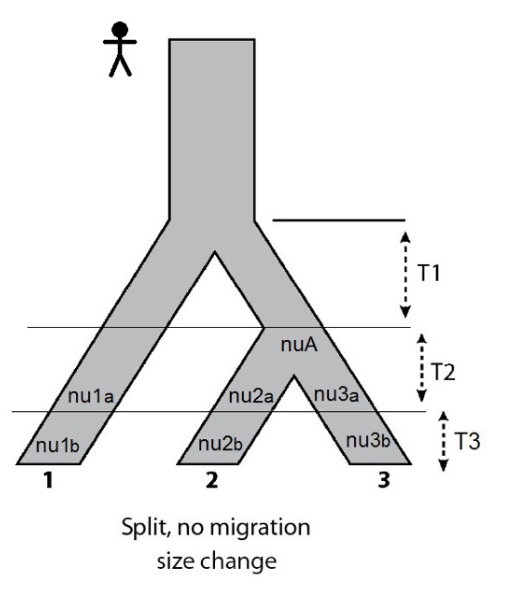 T1
nuA
T2
nu1a
nu2a
nu3a
nu1b
nu2b
nu3b
T3
1
2
3
Split, no migration
size change